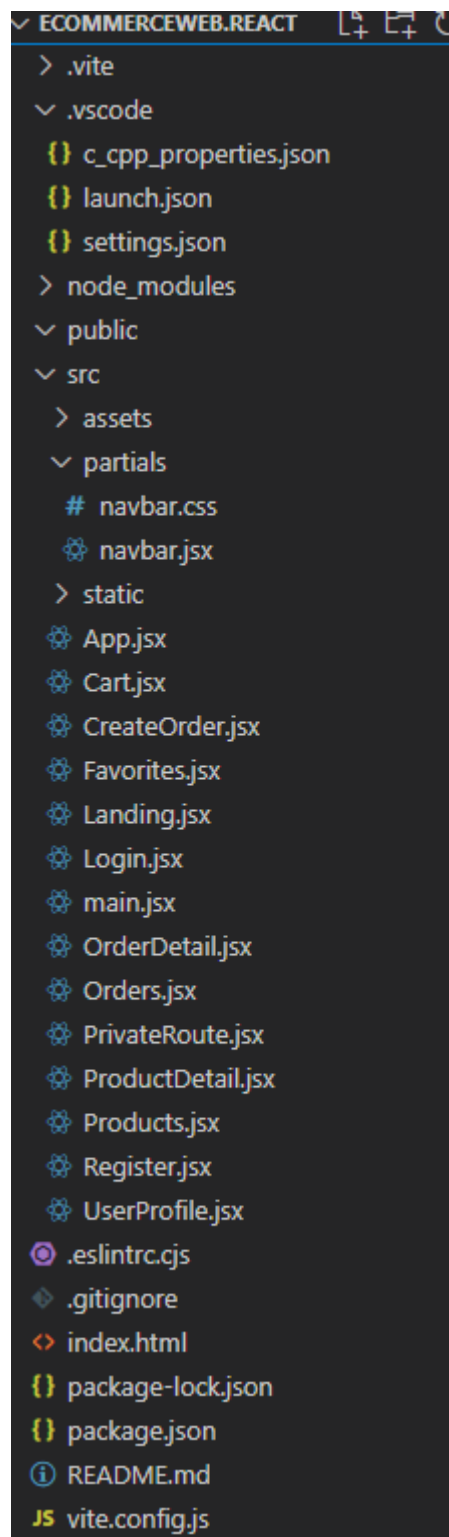 ECOMMERCEWEB.REACT
.vite
.vscode
{} c_cpp_properties.json
{} launch.json
{} settings.json
node_modules
public
src
assets
partials
# navbar.css
navbar.jsx
static
App.jsx
Cart.jsx
CreateOrder.jsx
Favorites.jsx
Landing.jsx
Login.jsx
main.jsx
OrderDetail.jsx
Orders.jsx
PrivateRoute.jsx
ProductDetail.jsx
Products.jsx
Register.jsx
UserProfile.jsx
.eslintrc.cjs
.gitignore
<> index.html
{} package-lock.json
{} package.json
README.md
JS vite.config.js